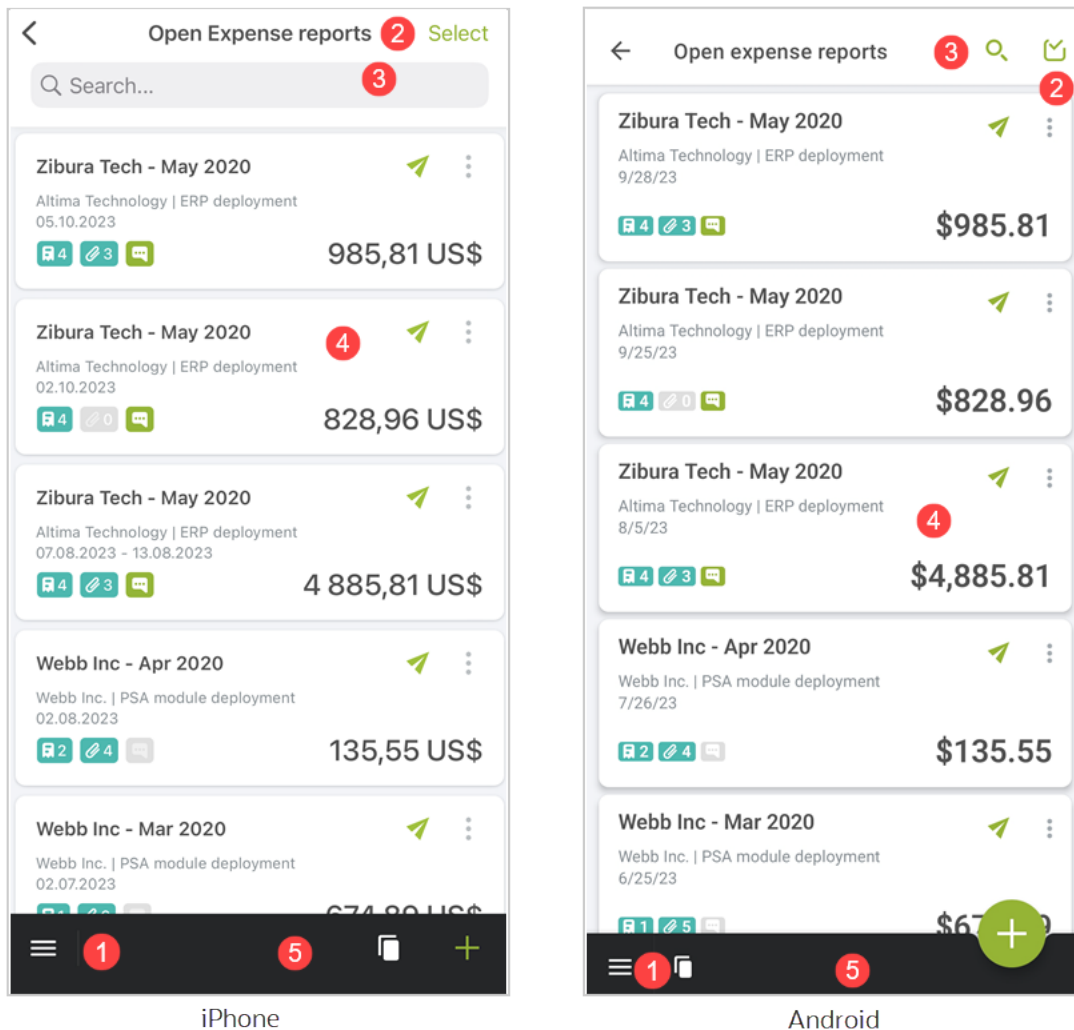 Open Expense reports 2 Select
3
Search...
Zibura Tech - May 2020
Altima Technology | ERP deployment
05.10.2023
4 3
985,81 US$
Zibura Tech - May 2020
4
Altima Technology | ERP deployment
02.10.2023
4 0
828,96 US$
Zibura Tech - May 2020
Altima Technology | ERP deployment
07.08.2023 - 13.08.2023
4 3
4 885,81 US$
Webb Inc - Apr 2020
Webb Inc. | PSA module deployment
02.08.2023
2 4
135,55 US$
Webb Inc - Mar 2020
Webb Inc. | PSA module deployment
02.07.2023
1 5
5
iPhone
Open expense reports 3
2
Zibura Tech - May 2020
Altima Technology | ERP deployment
9/28/23
4 3
$985.81
Zibura Tech - May 2020
Altima Technology | ERP deployment
9/25/23
4 0
$828.96
Zibura Tech - May 2020
Altima Technology | ERP deployment
8/5/23
4
4 3
$4,885.81
Webb Inc - Apr 2020
Webb Inc. | PSA module deployment
7/26/23
2 4
$135.55
Webb Inc - Mar 2020
Webb Inc. | PSA module deployment
6/25/23
1 5
1 5
Android